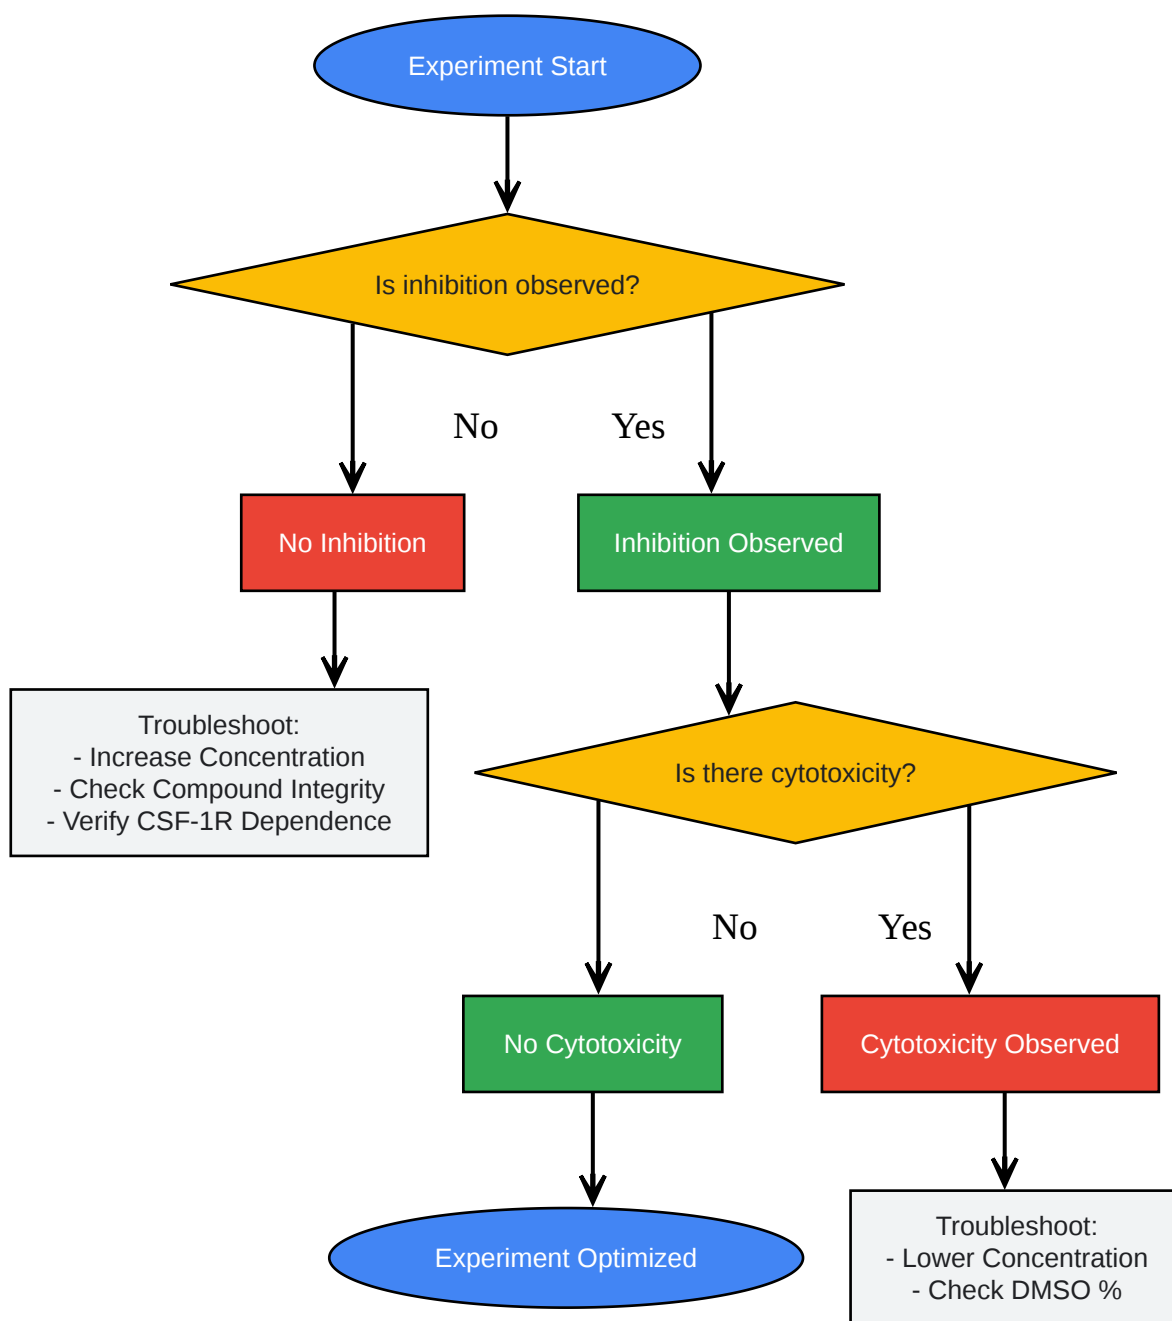 Experiment Start
Is inhibition observed?
No
Yes
No Inhibition
Inhibition Observed
Troubleshoot:
- Increase Concentration
- Check Compound Integrity
- Verify CSF-1R Dependence
Is there cytotoxicity?
No
Yes
No Cytotoxicity
Cytotoxicity Observed
Experiment Optimized
Troubleshoot:
- Lower Concentration
- Check DMSO %